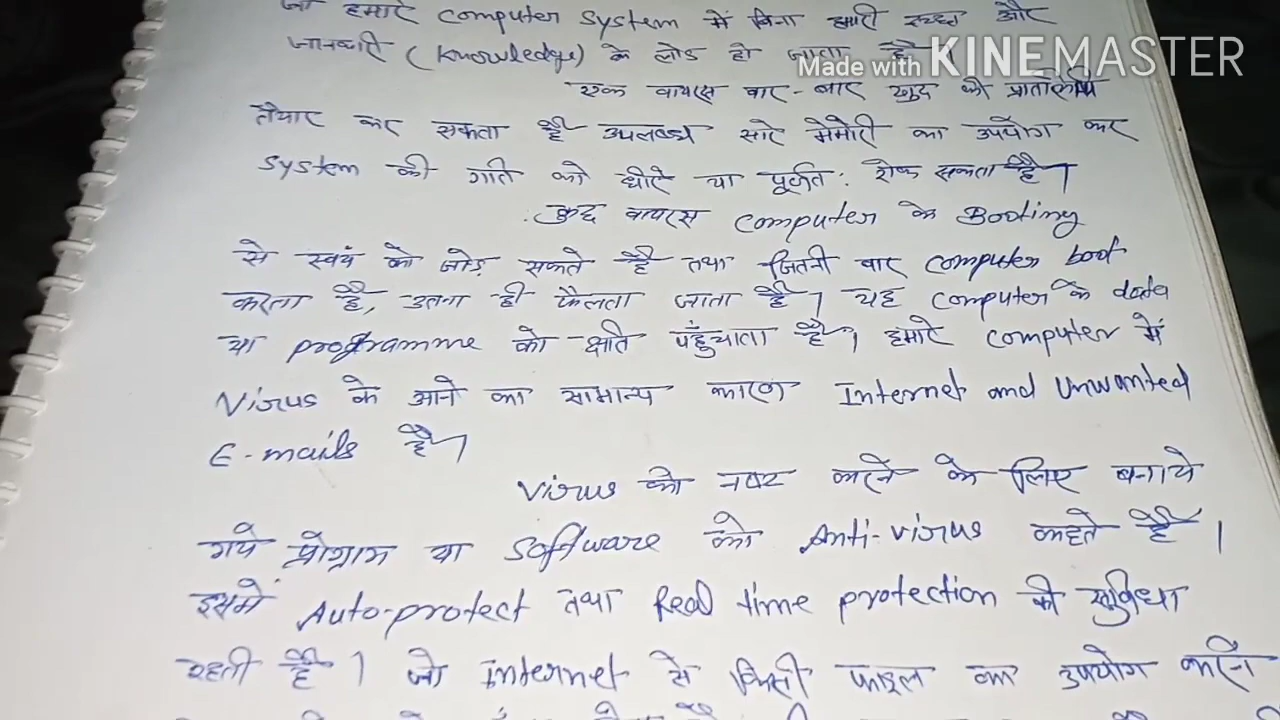 जो हमारे computer system में बिना हमारी इच्छा और
जानकारी (knowledge) के लोड हो जाता है।
Made with KINEMASTER
एक वायरस बार-बार खुद की प्रतिलिपि
तैयार कर सकता है उपलब्ध सारे मेमोरी का उपयोग कर
system की गति को धीरे या पूर्णत: रोक सकता है।
कुछ वायरस computer के Booting
से स्वयं को जोड़ सकते है तथा जितनी बार computer boot
करता है, उतना ही फैलता जाता है। यह computer के data
या programme को क्षति पहुँचाता है। हमारे computer में
Virus के आने का सामान्य कारण Internet and Unwanted
E-mails है।
Virus को नष्ट करने के लिए बनाये
गये प्रोग्राम या software को Anti-virus कहते है।
इसमें Auto-protect तथा Real time protection की सुविधा
रहती है। जो internet से किसी फाइल का उपयोग करने